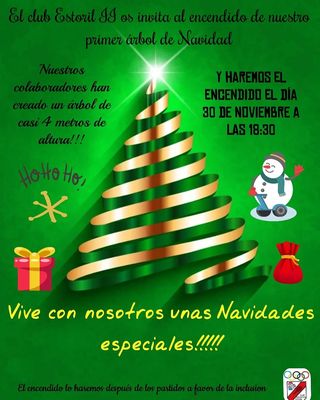 El club Estoril II os invita al encendido de nuestro
primer árbol de Navidad
Nuestros
colaboradores han
creado un árbol de
casi 4 metros de
altura!!!
Y HAREMOS EL
ENCENDIDO EL DÍA
30 DE NOVIEMBRE A
LAS 18:30
Ho Ho Ho!
Vive con nosotros unas Navidades
especiales!!!!!
El encendido lo haremos después de los partidos a favor de la inclusion